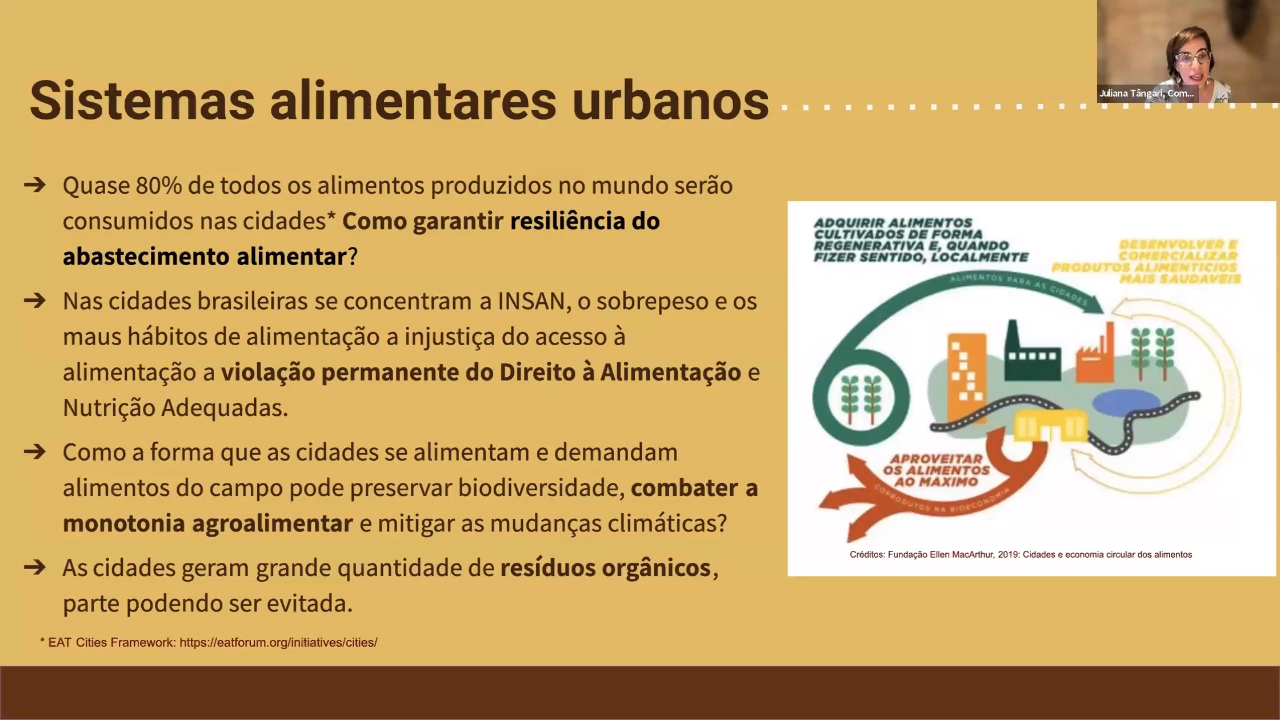 Juliana Tângari, Com...
Sistemas alimentares urbanos
➔ Quase 80% de todos os alimentos produzidos no mundo serão
consumidos nas cidades* Como garantir resiliência do
abastecimento alimentar?
➔ Nas cidades brasileiras se concentram a INSAN, o sobrepeso e os
maus hábitos de alimentação a injustiça do acesso à
alimentação a violação permanente do Direito à Alimentação e
Nutrição Adequadas.
➔ Como a forma que as cidades se alimentam e demandam
alimentos do campo pode preservar biodiversidade, combater a
monotonia agroalimentar e mitigar as mudanças climáticas?
➔ As cidades geram grande quantidade de resíduos orgânicos,
parte podendo ser evitada.
* EAT Cities Framework: https://eatforum.org/initiatives/cities/
ADQUIRIR ALIMENTOS
CULTIVADOS DE FORMA
REGENERATIVA E, QUANDO
FIZER SENTIDO, LOCALMENTE
ALIMENTOS PARA AS CIDADES
DESENVOLVER E
COMERCIALIZAR
PRODUTOS ALIMENTÍCIOS
MAIS SAUDÁVEIS
APROVEITAR
OS ALIMENTOS
AO MÁXIMO
COPRODUTOS NA BIOECONOMIA
Créditos: Fundação Ellen MacArthur, 2019: Cidades e economia circular dos alimentos